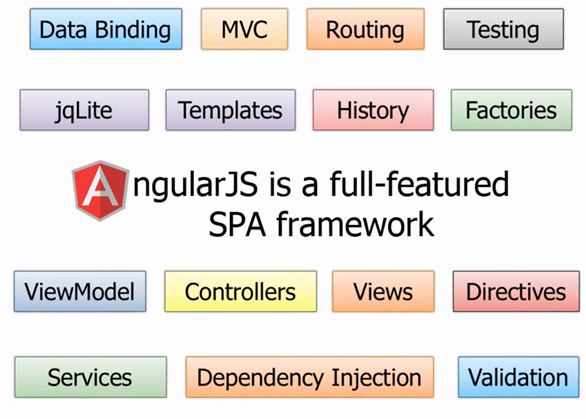 Data Binding
MVC
Routing
Testing
jqLite
Templates
History
Factories
AngularJS is a full-featured
SPA framework
ViewModel
Controllers
Views
Directives
Services
Dependency Injection
Validation